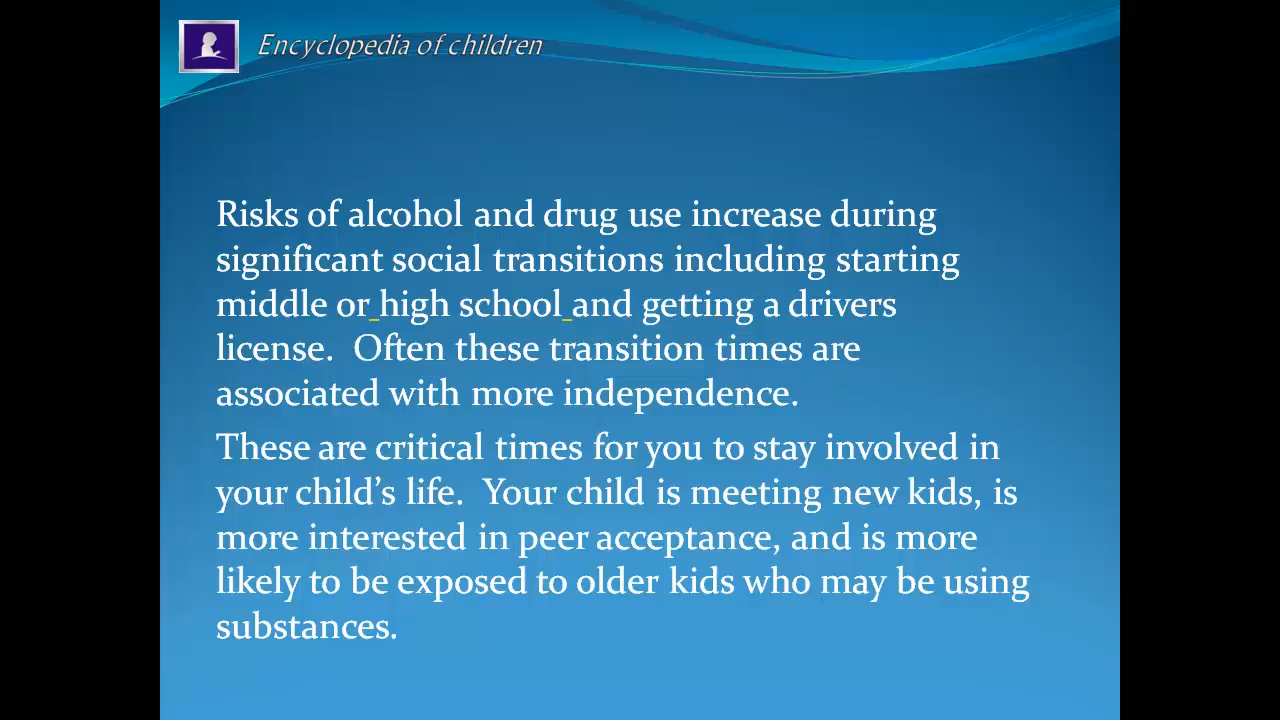 Encyclopedia of children
Risks of alcohol and drug use increase during
significant social transitions including starting
middle or high school and getting a drivers
license.  Often these transition times are
associated with more independence.
These are critical times for you to stay involved in
your child’s life.  Your child is meeting new kids, is
more interested in peer acceptance, and is more
likely to be exposed to older kids who may be using
substances.